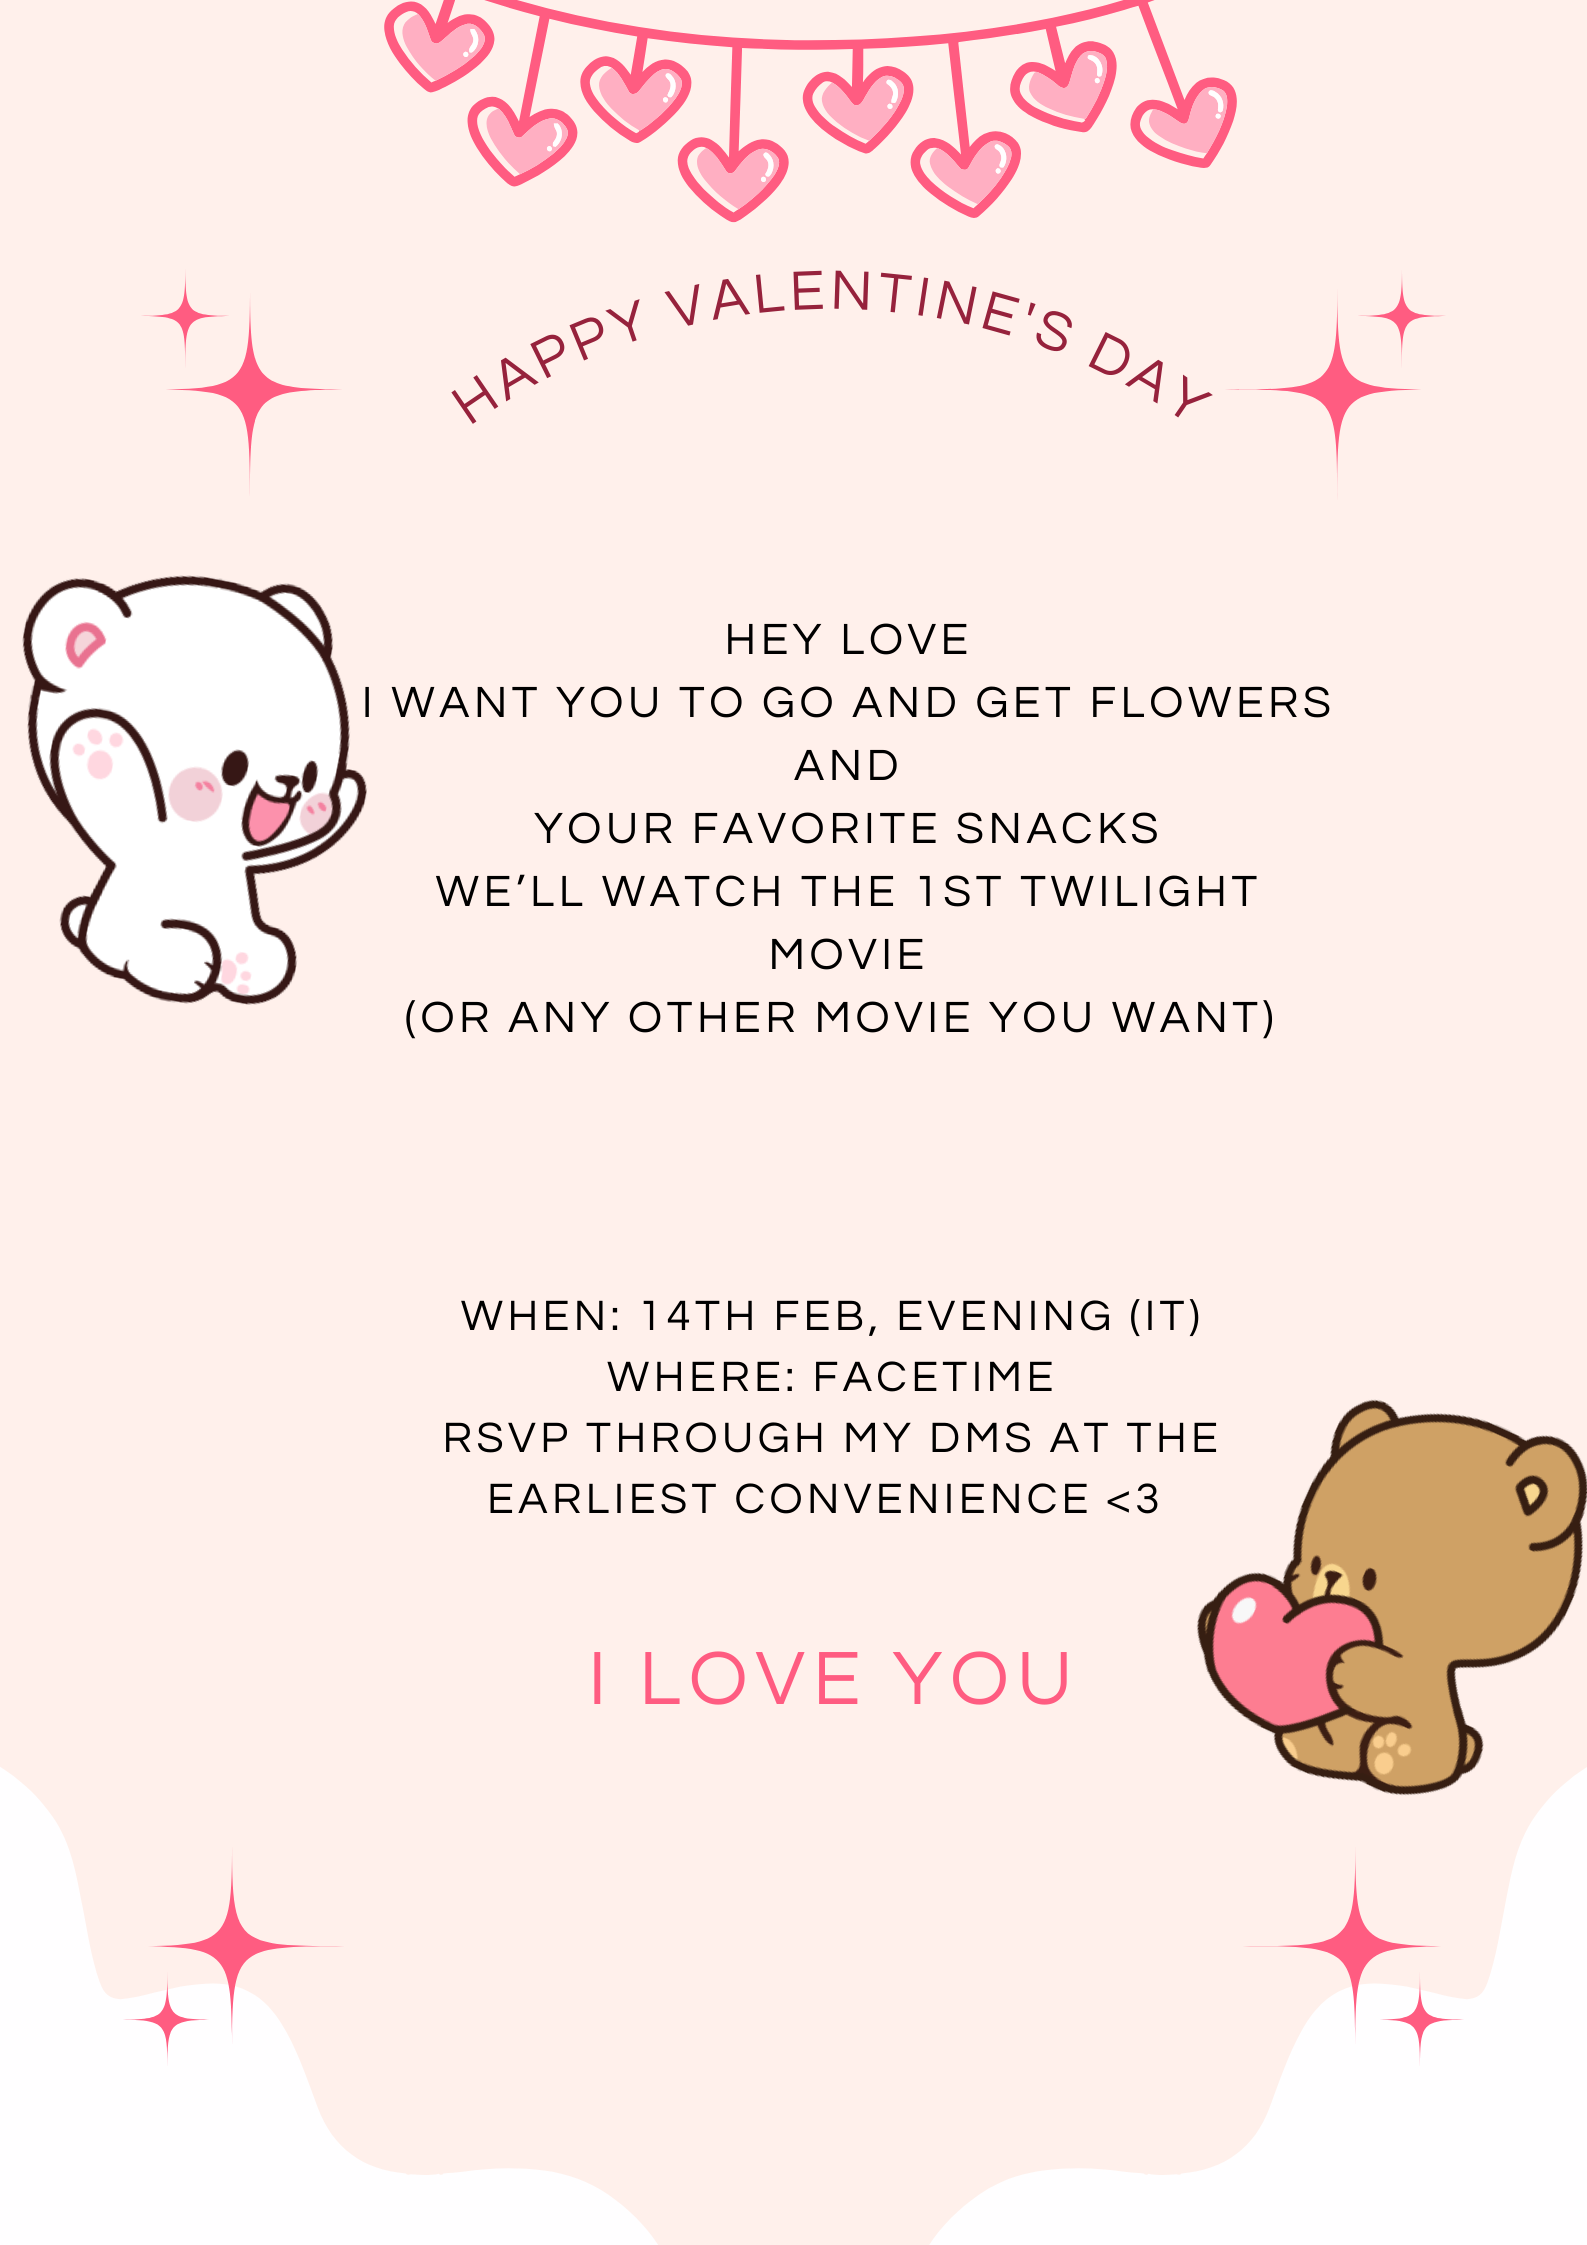 HAPPY VALENTINE'S DAY
HEY LOVE
I WANT YOU TO GO AND GET FLOWERS
AND
YOUR FAVORITE SNACKS
WE’LL WATCH THE 1ST TWILIGHT
MOVIE
(OR ANY OTHER MOVIE YOU WANT)
WHEN: 14TH FEB, EVENING (IT)
WHERE: FACETIME
RSVP THROUGH MY DMS AT THE
EARLIEST CONVENIENCE <3
I LOVE YOU